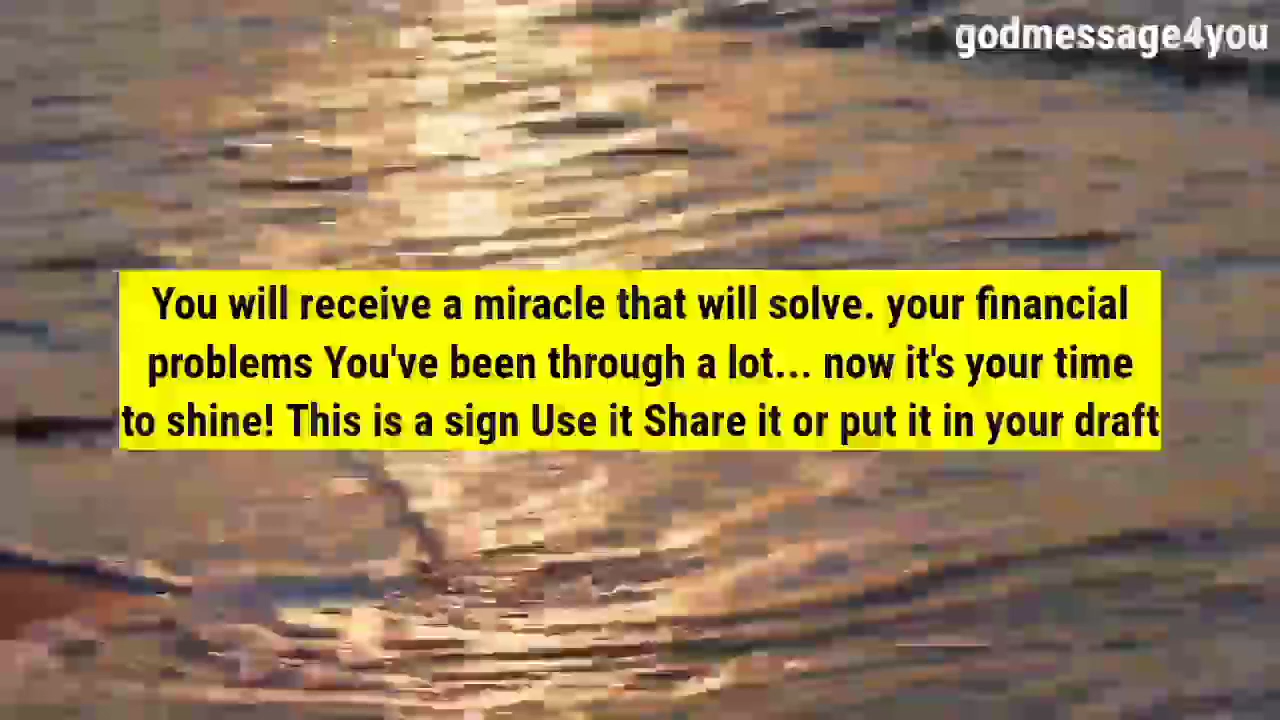 godmessage4you
You will receive a miracle that will solve. your financial
problems You've been through a lot... now it's your time
to shine! This is a sign Use it Share it or put it in your draft